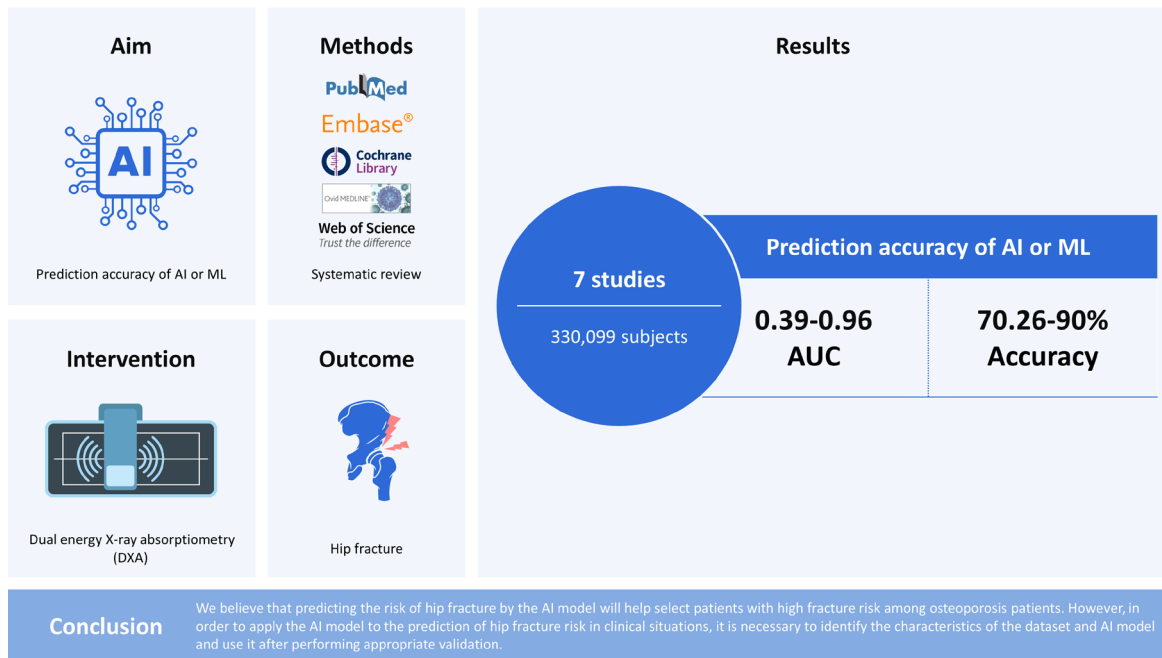 Aim
AI
Prediction accuracy of AI or ML
Methods
PubMed
Embase®
Cochrane
Library
Ovid MEDLINE®
Web of Science
Trust the difference
Systematic review
Intervention
Dual energy X-ray absorptiometry
(DXA)
Outcome
Hip fracture
Results
7 studies
330,099 subjects
Prediction accuracy of AI or ML
0.39-0.96
AUC
70.26-90%
Accuracy
Conclusion
We believe that predicting the risk of hip fracture by the AI model will help select patients with high fracture risk among osteoporosis patients. However, in
order to apply the AI model to the prediction of hip fracture risk in clinical situations, it is necessary to identify the characteristics of the dataset and AI model
and use it after performing appropriate validation.